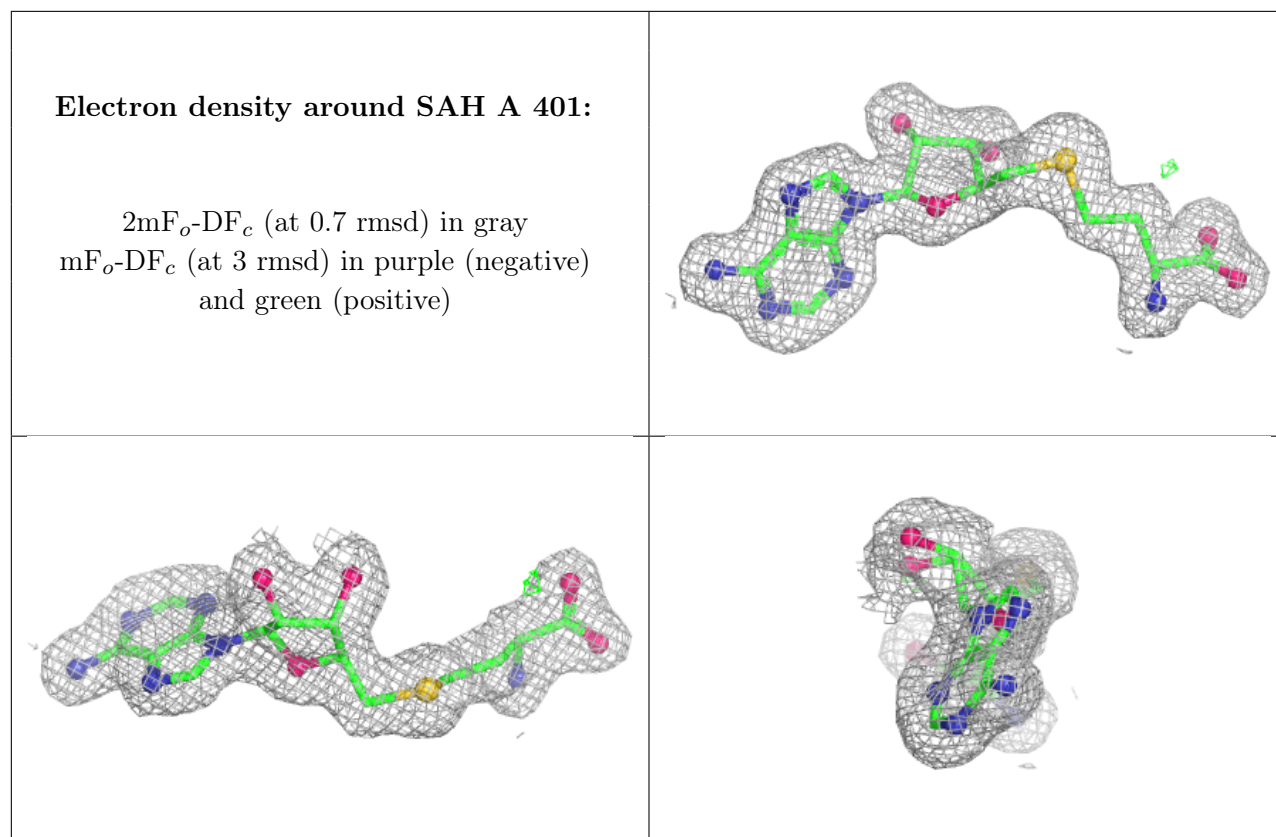 Electron density around SAH A 401:
2mFₒ-DF𝒸 (at 0.7 rmsd) in gray
mFₒ-DF𝒸 (at 3 rmsd) in purple (negative)
and green (positive)